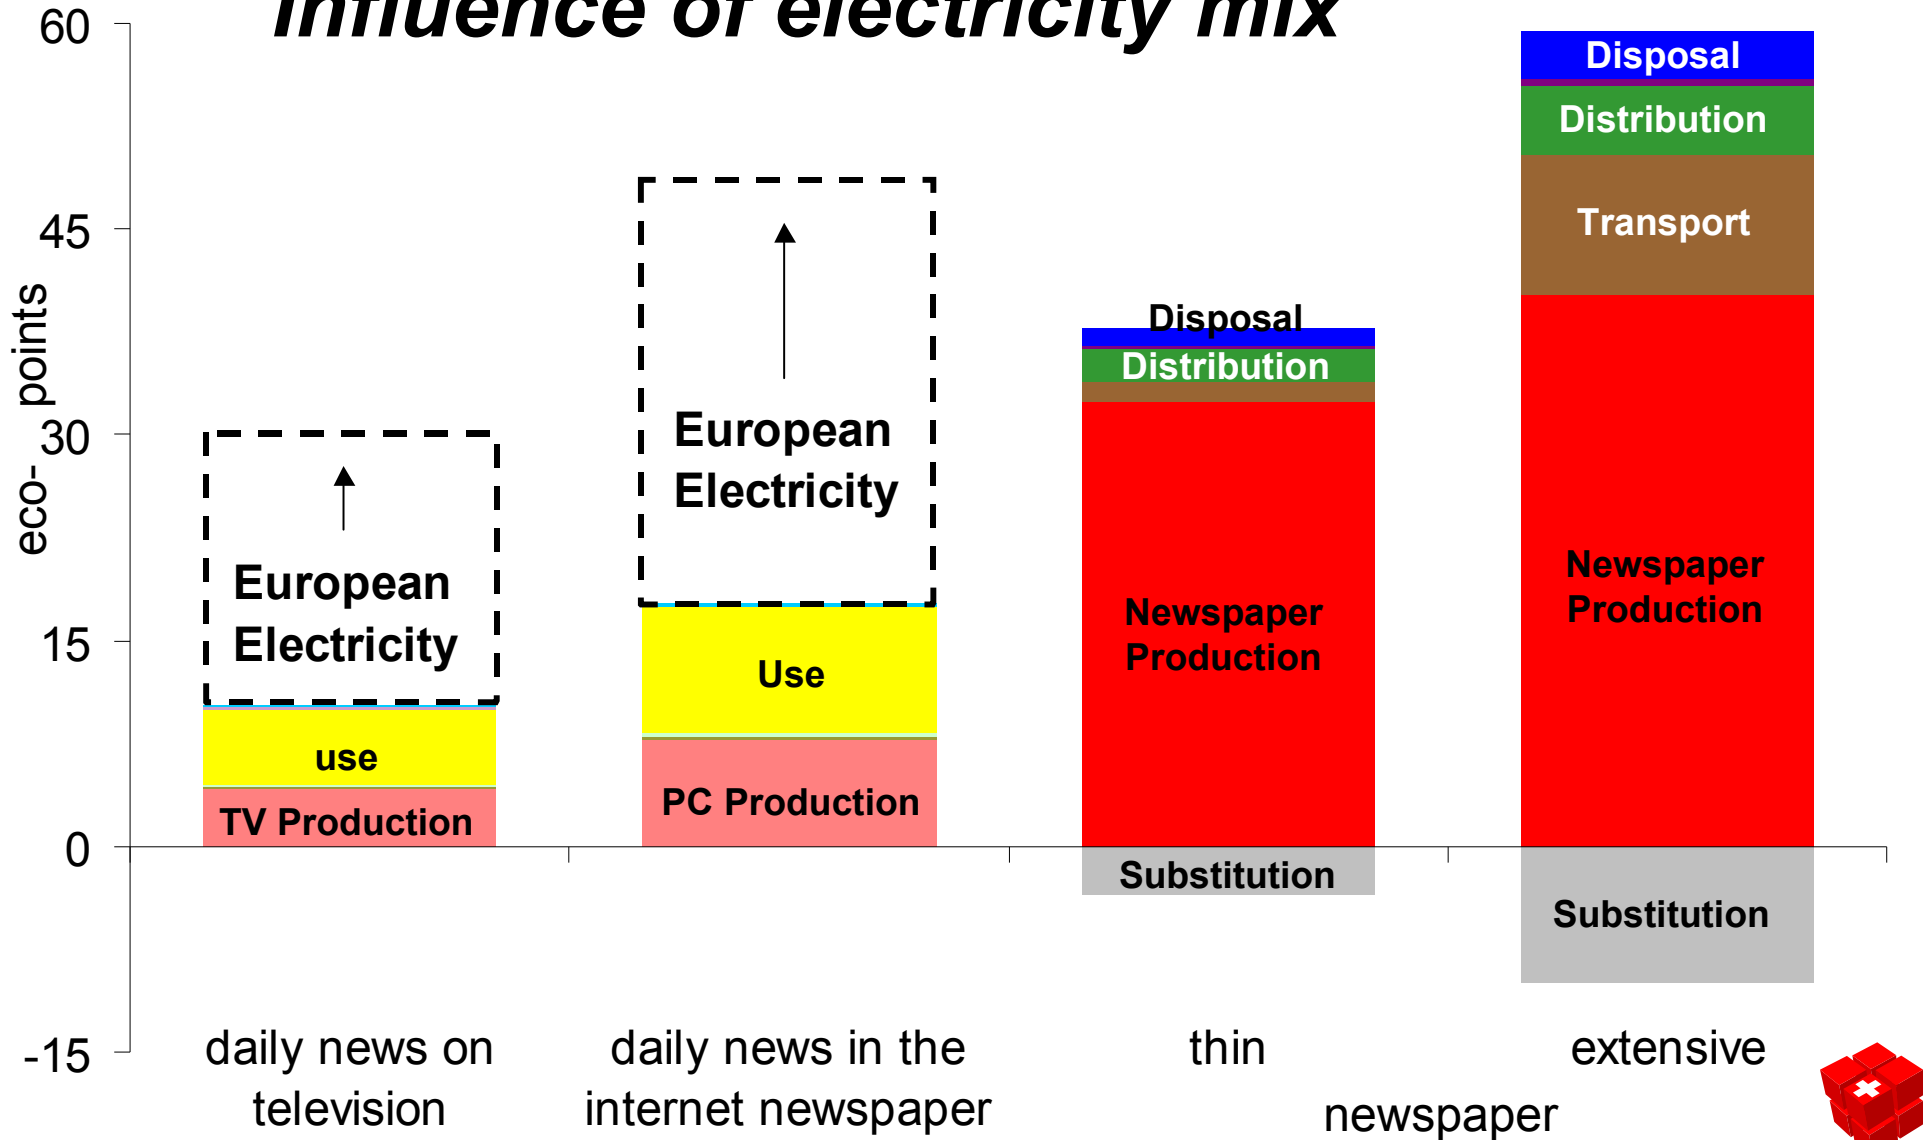 Influence of electricity mix
60
45
30
15
0
-15
eco- points
European
Electricity
use
TV Production
European
Electricity
Use
PC Production
Disposal
Distribution
Newspaper
Production
Substitution
Disposal
Distribution
Transport
Newspaper
Production
Substitution
daily news on
television
daily news in the
internet newspaper
thin
extensive
newspaper